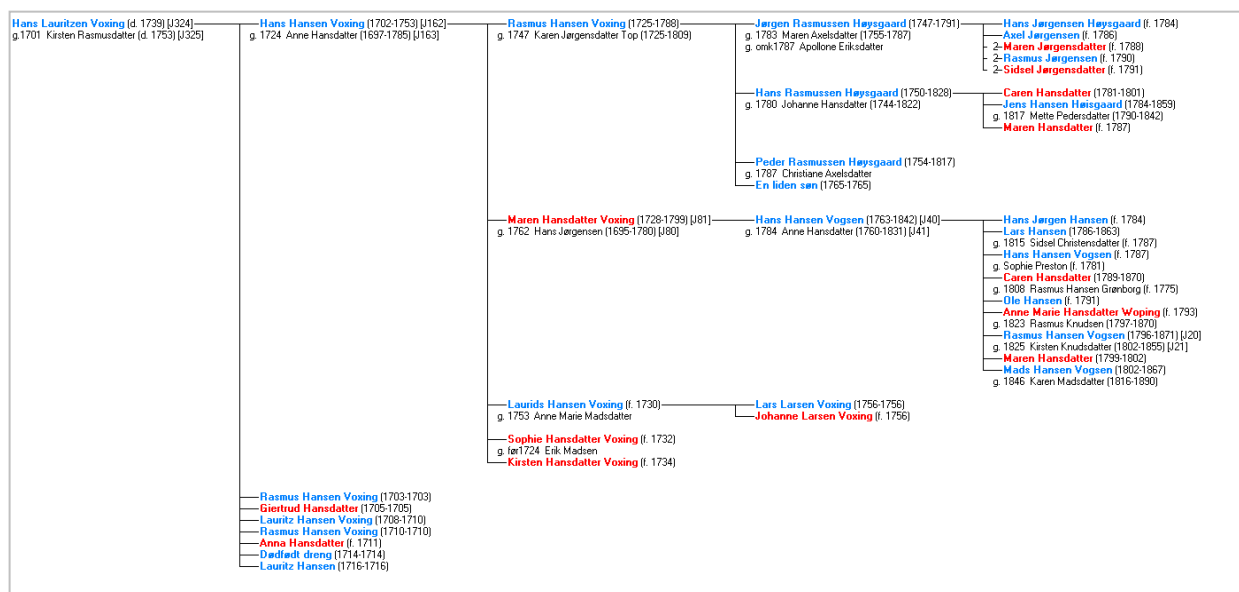 Hans Lauritzen Voxing (d. 1739) [J324]
g.1701 Kirsten Rasmusdatter (d. 1753) [J325]
Hans Hansen Voxing (1702-1753) [J162]
g. 1724 Anne Hansdatter (1697-1785) [J163]
Rasmus Hansen Voxing (1725-1788)
g. 1747 Karen Jørgensdatter Top (1725-1809)
Jørgen Rasmussen Høysgaard (1747-1791)
g. 1783 Maren Axelsdatter (1755-1787)
g. omk1787 Apollone Eriksdatter
Hans Jørgensen Høysgaard (f. 1784)
Axel Jørgensen (f. 1786)
2 Maren Jørgensdatter (f. 1788)
2 Rasmus Jørgensen (f. 1790)
2 Sidsel Jørgensdatter (f. 1791)
Hans Rasmussen Høysgaard (1750-1828)
g. 1780 Johanne Hansdatter (1744-1822)
Caren Hansdatter (1781-1801)
Jens Hansen Høisgaard (1784-1859)
g. 1817 Mette Pedersdatter (1790-1842)
Maren Hansdatter (f. 1787)
Peder Rasmussen Høysgaard (1754-1817)
g. 1787 Christiane Axelsdatter
En liden søn (1765-1765)
Maren Hansdatter Voxing (1728-1799) [J81]
g. 1762 Hans Jørgensen (1695-1780) [J80]
Hans Hansen Vogsen (1763-1842) [J40]
g. 1784 Anne Hansdatter (1760-1831) [J41]
Hans Jørgen Hansen (f. 1784)
Lars Hansen (1786-1863)
g. 1815 Sidsel Christensdatter (f. 1787)
Hans Hansen Vogsen (f. 1787)
g. Sophie Preston (f. 1781)
Caren Hansdatter (1789-1870)
g. 1808 Rasmus Hansen Grønborg (f. 1775)
Ole Hansen (f. 1791)
Anne Marie Hansdatter Woping (f. 1793)
g. 1823 Rasmus Knudsen (1797-1870)
Rasmus Hansen Vogsen (1796-1871) [J20]
g. 1825 Kirsten Knudsdatter (1802-1855) [J21]
Maren Hansdatter (1799-1802)
Mads Hansen Vogsen (1802-1867)
g. 1846 Karen Madsdatter (1816-1890)
Laurids Hansen Voxing (f. 1730)
g. 1753 Anne Marie Madsdatter
Lars Larsen Voxing (1756-1756)
Johanne Larsen Voxing (f. 1756)
Sophie Hansdatter Voxing (f. 1732)
g. før1724 Erik Madsen
Kirsten Hansdatter Voxing (f. 1734)
Rasmus Hansen Voxing (1703-1703)
Giertrud Hansdatter (1705-1705)
Lauritz Hansen Voxing (1708-1710)
Rasmus Hansen Voxing (1710-1710)
Anna Hansdatter (f. 1711)
Dødfødt dreng (1714-1714)
Lauritz Hansen (1716-1716)